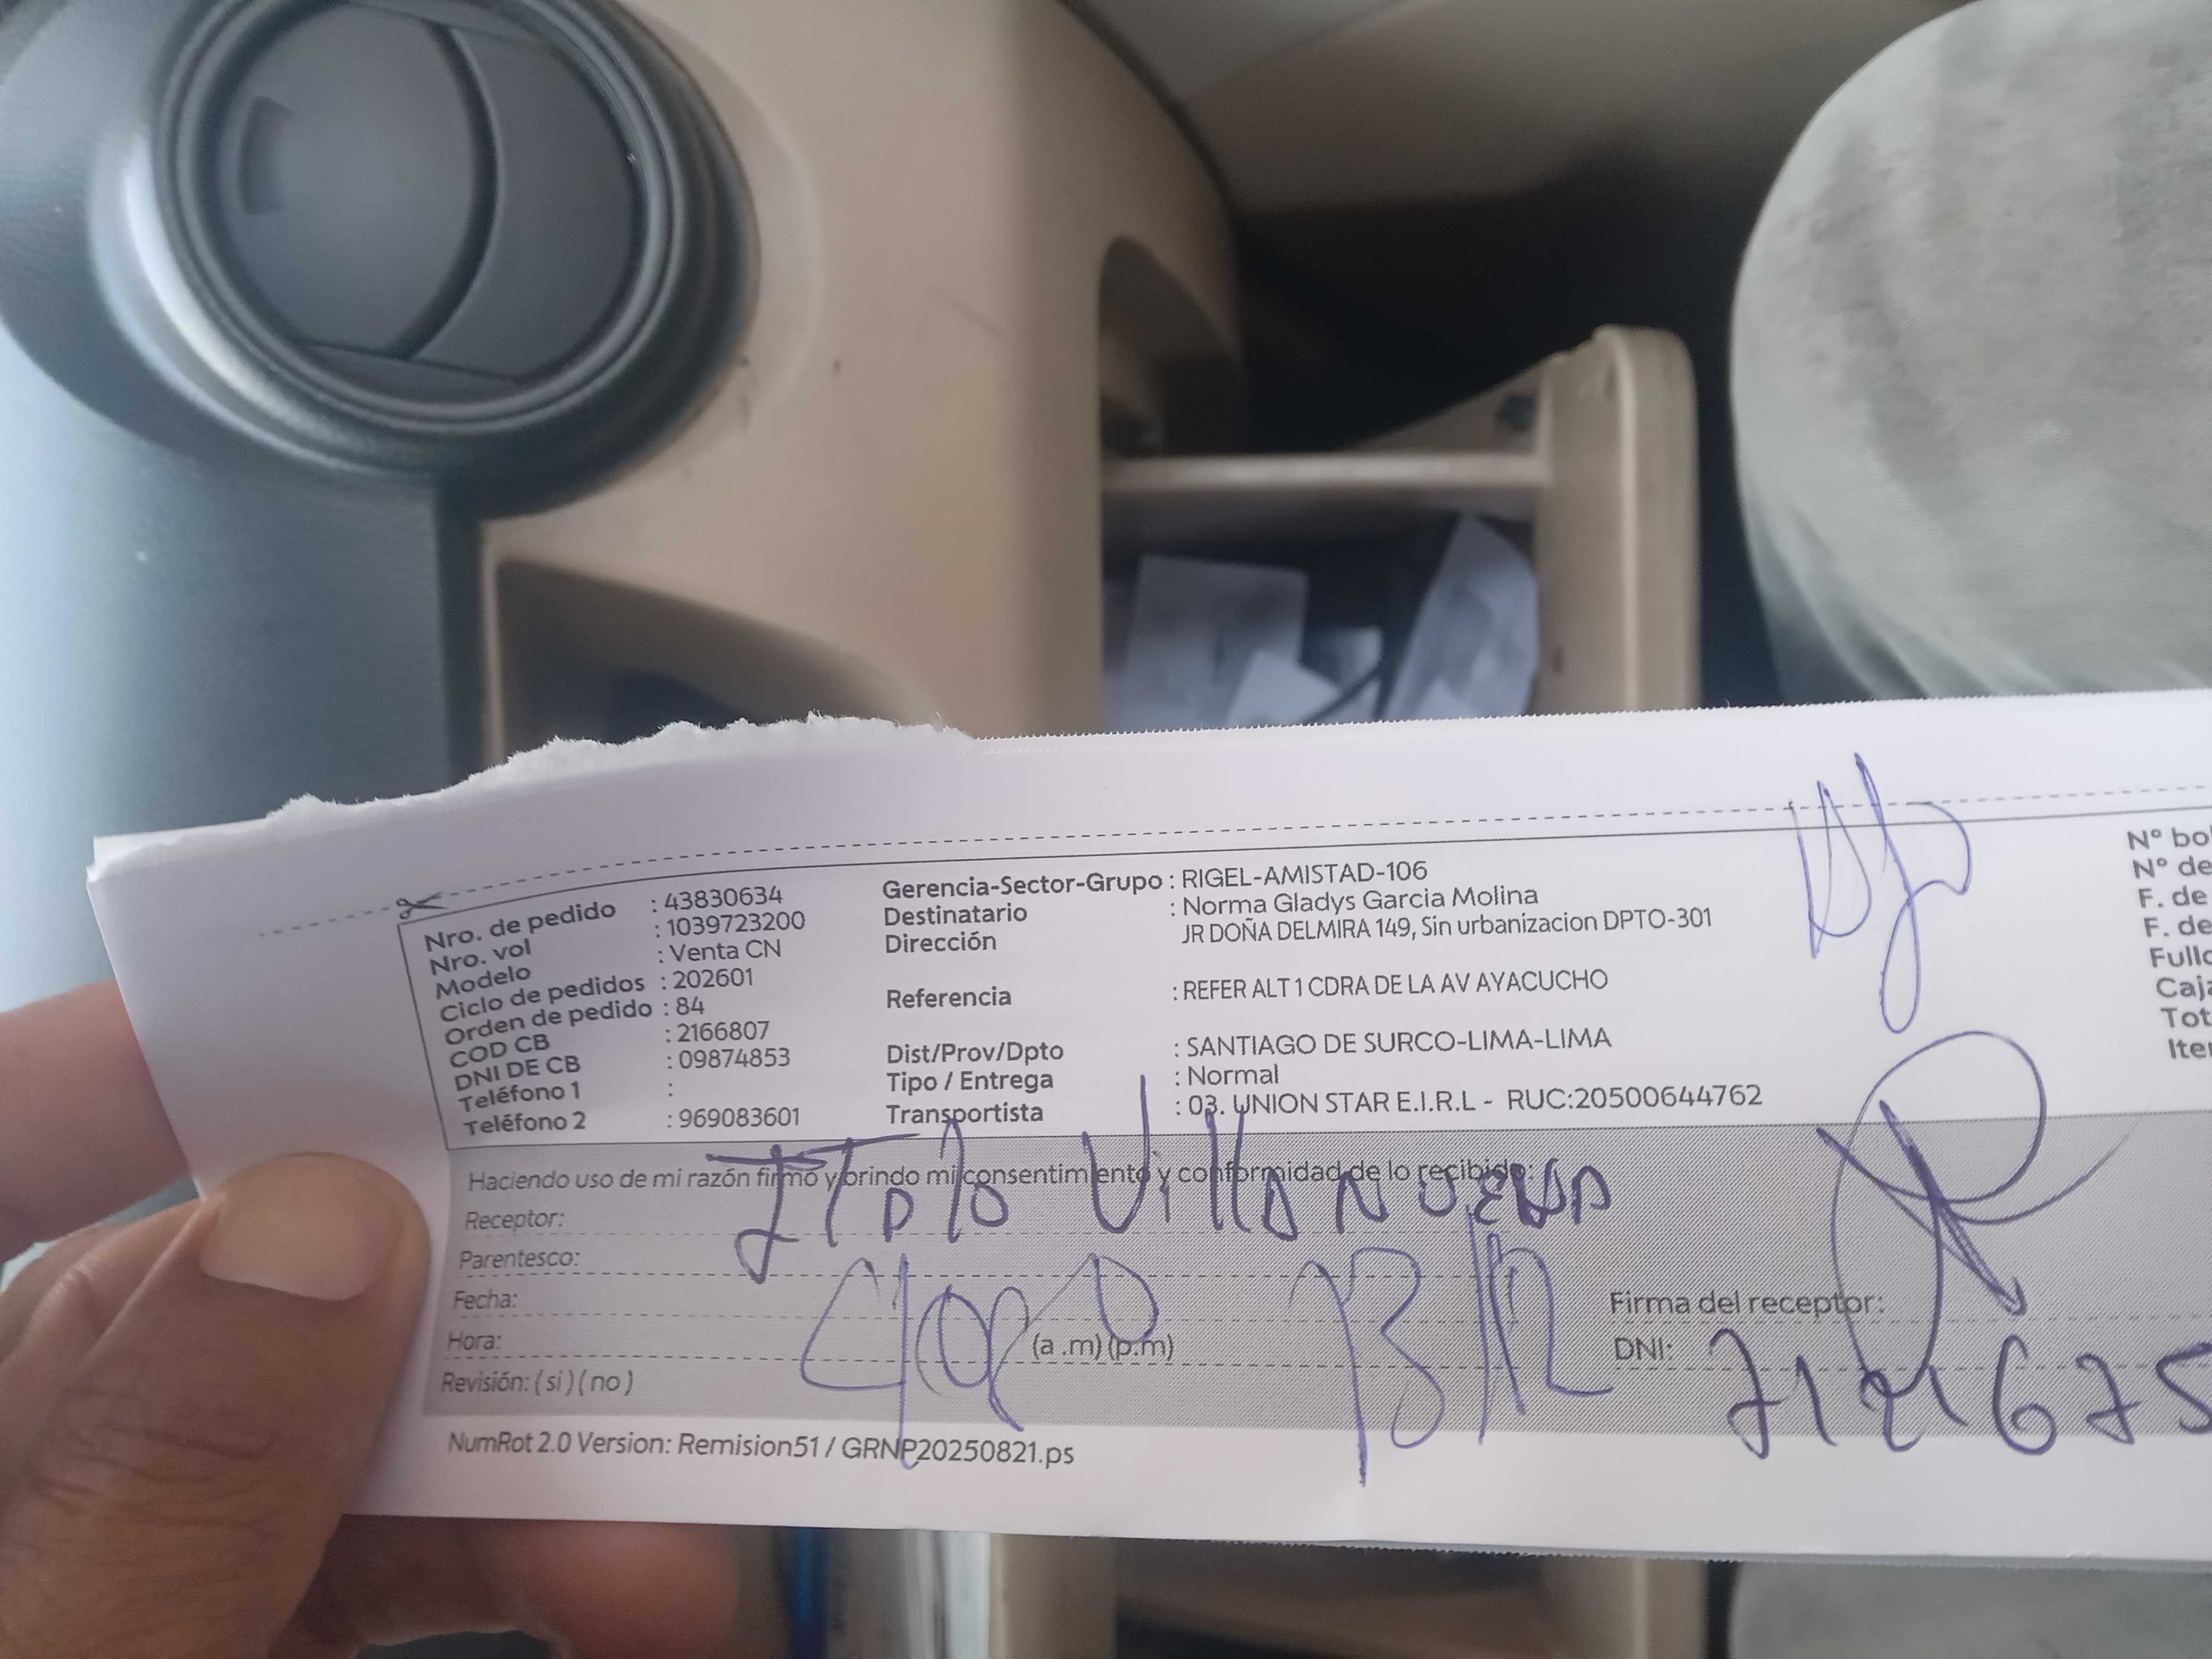 Nro. de pedido : 43830634
Nro. vol : 1039723200
Modelo : Venta CN
Ciclo de pedidos : 202601
Orden de pedido : 84
COD CB : 2166807
DNI DE CB : 09874853
Teléfono 1 :
Teléfono 2 : 969083601
Gerencia-Sector-Grupo : RIGEL-AMISTAD-106
Destinatario : Norma Gladys Garcia Molina
Dirección JR DOÑA DELMIRA 149, Sin urbanizacion DPTO-301
Referencia : REFER ALT 1 CDRA DE LA AV AYACUCHO
Dist/Prov/Dpto : SANTIAGO DE SURCO-LIMA-LIMA
Tipo / Entrega : Normal
Transportista : 03. UNION STAR E.I.R.L - RUC:20500644762
N° bo
N° de
F. de
F. de
Fullc
Caja
Tot
Iter
Haciendo uso de mi razón firmo y brindo mi consentimiento y conformidad de lo recibido:
Receptor: Italo Villanueva
Parentesco:
Fecha:
Hora: (a .m) (p.m)
Revisión: ( si ) ( no )
Firma del receptor:
DNI:
NumRot 2.0 Version: Remision51 / GRNP20250821.ps